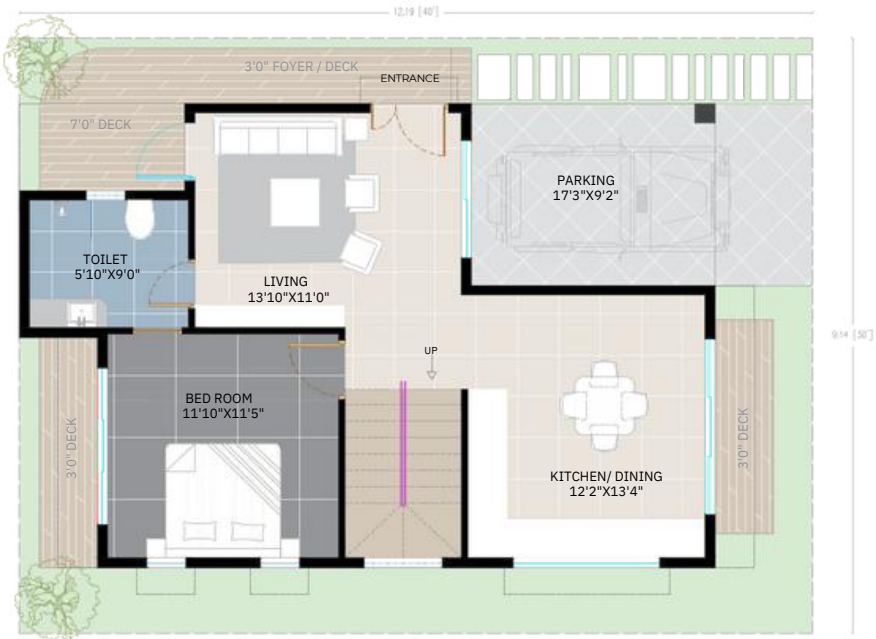 12.19 [40']
3'0" FOYER / DECK
ENTRANCE
7'0" DECK
PARKING
17'3"X9'2"
TOILET
5'10"X9'0"
LIVING
13'10"X11'0"
9.14 [30']
UP
BED ROOM
11'10"X11'5"
3'0" DECK
3'0" DECK
KITCHEN/ DINING
12'2"X13'4"